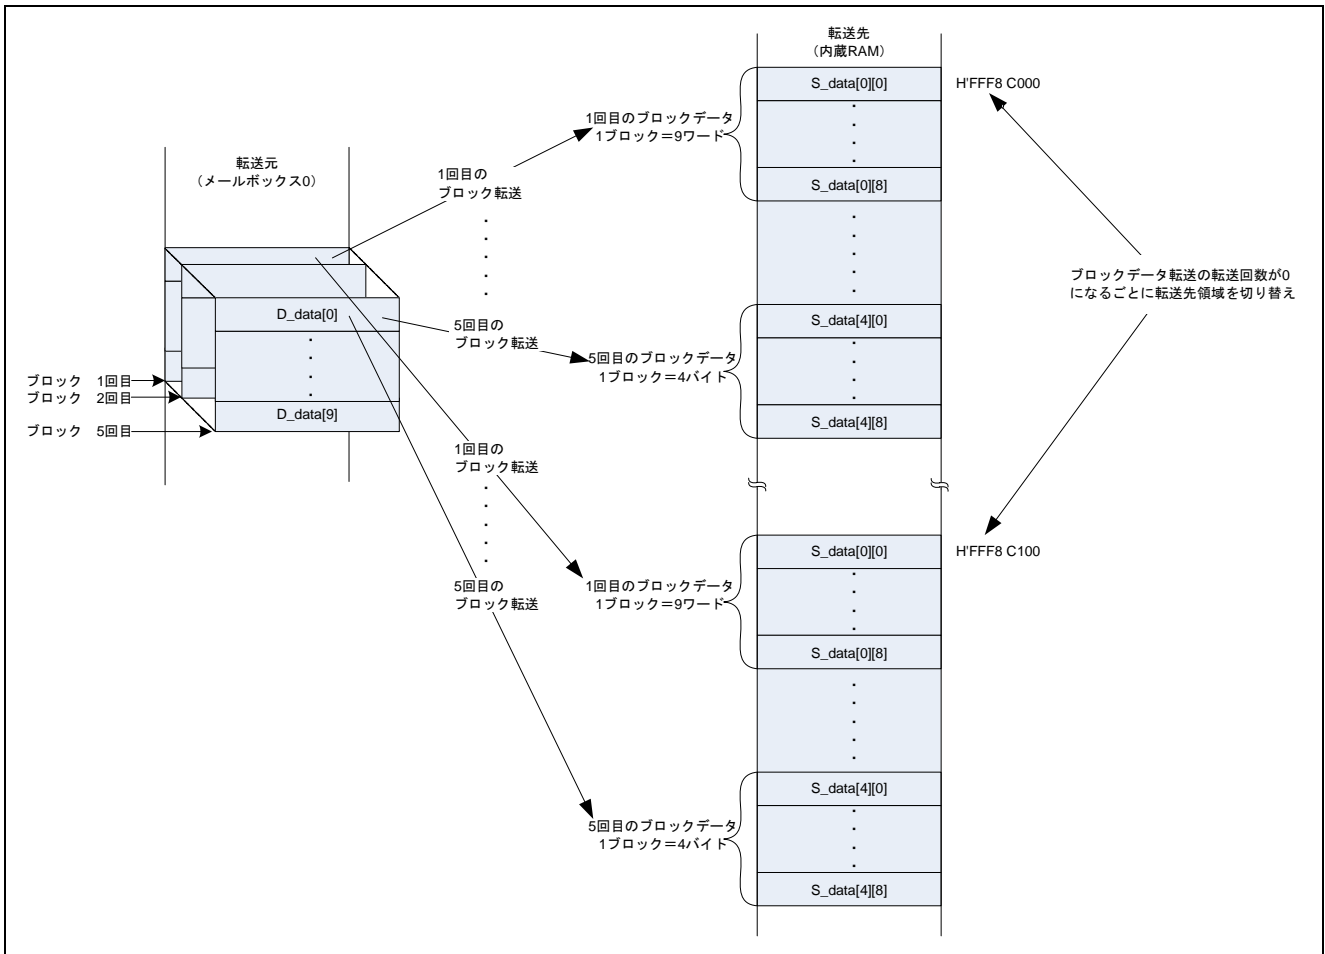 転送先
（内蔵RAM）
S_data[0][0]
H'FFF8 C000
1回目のブロックデータ
1ブロック＝9ワード
S_data[0][8]
転送元
（メールボックス0）
1回目の
ブロック転送
ブロックデータ転送の転送回数が0
になるごとに転送先領域を切り替え
D_data[0]
5回目の
ブロック転送
S_data[4][0]
5回目のブロックデータ
1ブロック＝4バイト
ブロック 1回目
ブロック 2回目
D_data[9]
S_data[4][8]
ブロック 5回目
1回目の
ブロック転送
S_data[0][0]
H'FFF8 C100
5回目の
ブロック転送
1回目のブロックデータ
1ブロック＝9ワード
S_data[0][8]
S_data[4][0]
5回目のブロックデータ
1ブロック＝4バイト
S_data[4][8]